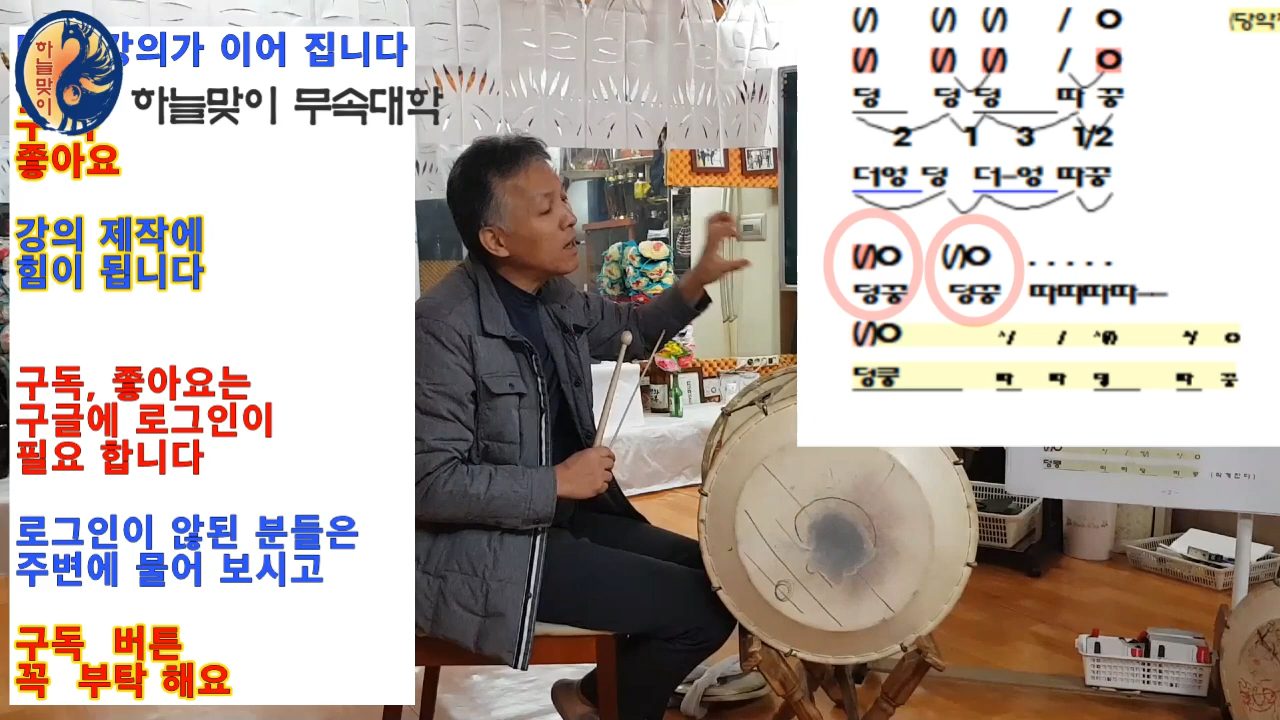 강의가 이어 집니다
하늘맞이
하늘맞이 무속대학
좋아요
강의 제작에
힘이 됩니다
구독, 좋아요는
구글에 로그인이
필요 합니다
로그인이 않된 분들은
주변에 물어 보시고
구독 버튼
꼭 부탁 해요
덩 덩 덩 따 꿍
2 1 3 1/2
더엉 덩 더-엉 따꿍
덩꿍 덩꿍 따따따따--
덩쿵 따 따 덩 따 꿍